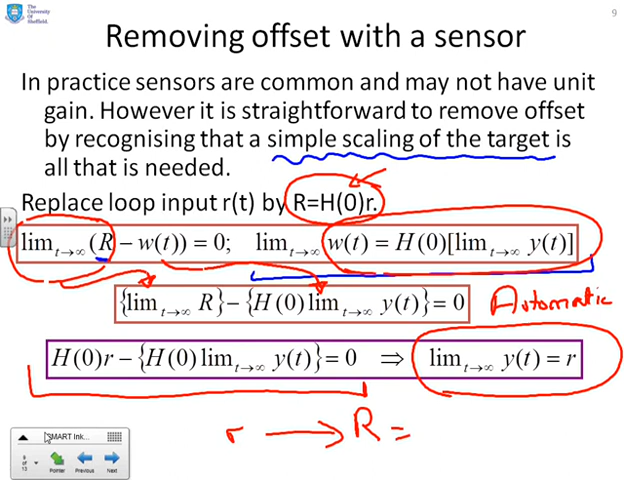 The
University
Of
Sheffield.
9
Removing offset with a sensor
In practice sensors are common and may not have unit
gain. However it is straightforward to remove offset
by recognising that a simple scaling of the target is
all that is needed.
Replace loop input r(t) by R=H(0)r.
lim_{t→∞}(R − w(t)) = 0; lim_{t→∞} w(t) = H(0)[lim_{t→∞} y(t)]
{lim_{t→∞} R} − {H(0) lim_{t→∞} y(t)} = 0 Automatic
H(0)r − {H(0) lim_{t→∞} y(t)} = 0 ⇒ lim_{t→∞} y(t) = r
r → R =
SMART Ink...
9
of
13
Pointer Previous Next